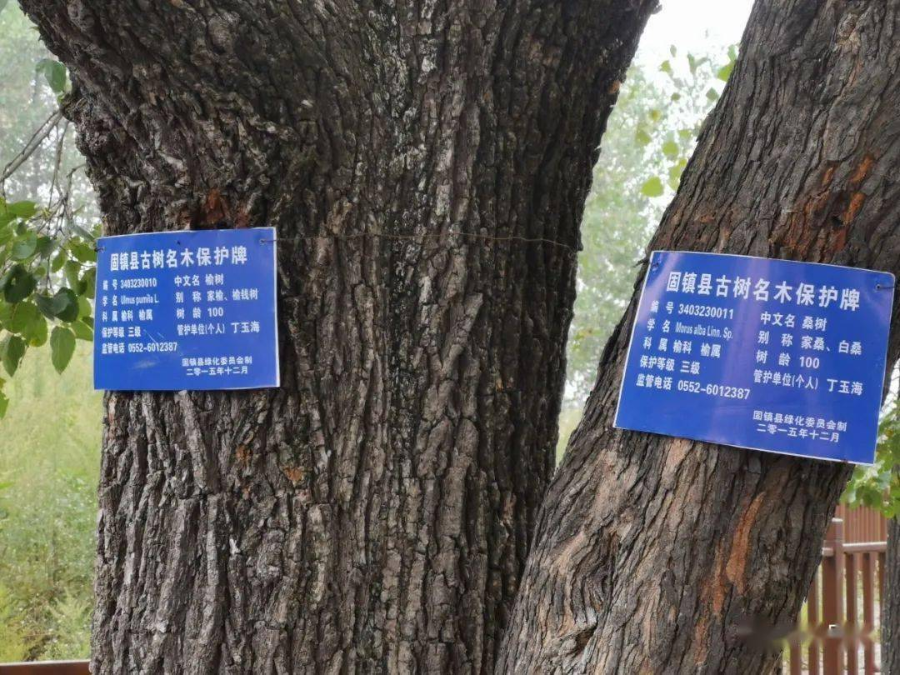 固镇县古树名木保护牌
编 号 3403230010 中文名 榆树
学 名 Ulmus pumila L. 别 称 家榆、榆钱树
科 属 榆科 榆属 树 龄 100
保护等级 三级 管护单位(个人) 丁玉海
监管电话 0552-6012387
固镇县绿化委员会制
二零一五年十二月
固镇县古树名木保护牌
编 号 3403230011 中文名 桑树
学 名 Morus alba Linn. Sp. 别 称 家桑、白桑
科 属 榆科 榆属 树 龄 100
保护等级 三级 管护单位(个人) 丁玉海
监管电话 0552-6012387
固镇县绿化委员会制
二零一五年十二月